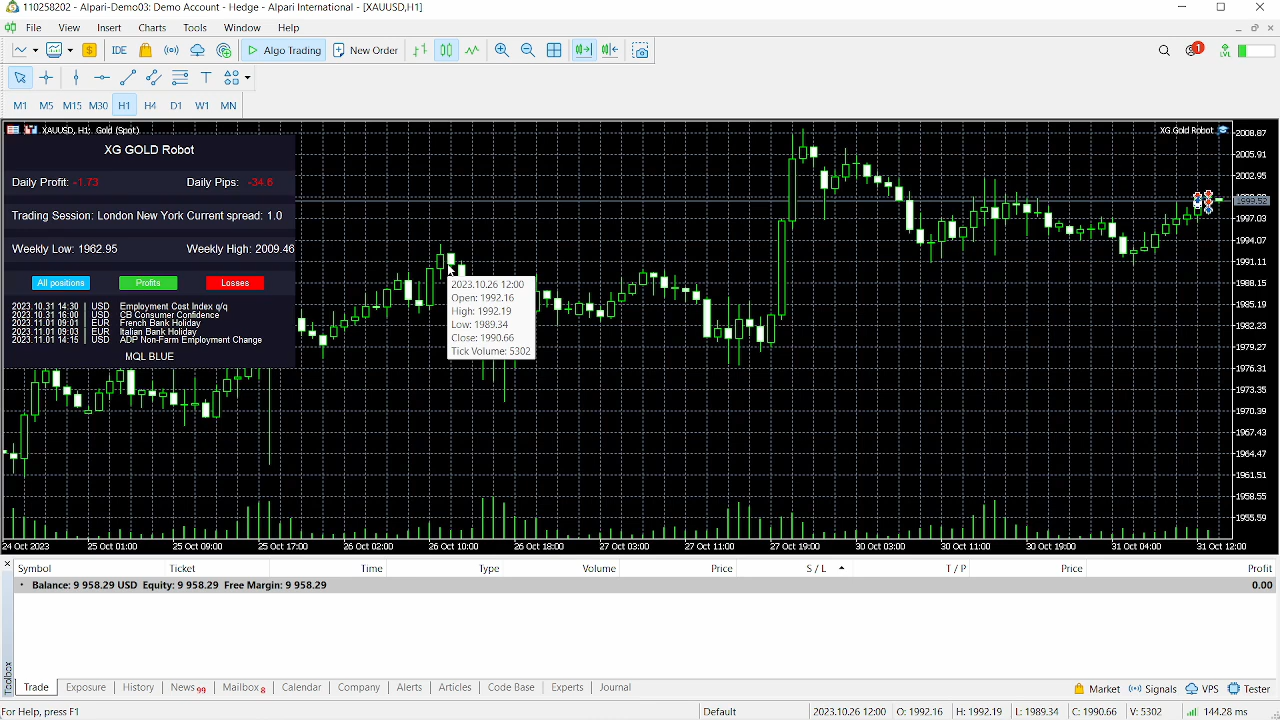 110258202 - Alpari-Demo03: Demo Account - Hedge - Alpari International - [XAUUSD,H1]
File View Insert Charts Tools Window Help
IDE Algo Trading New Order 1 LVL
M1 M5 M15 M30 H1 H4 D1 W1 MN
XAUUSD, H1: Gold (Spot) XG Gold Robot
XG GOLD Robot
Daily Profit: -1.73 Daily Pips: -34.6
Trading Session: London New York Current spread: 1.0
Weekly Low: 1962.95 Weekly High: 2009.46
All positions Profits Losses
2023.10.31 14:30 | USD Employment Cost Index q/q
2023.10.31 16:00 | USD CB Consumer Confidence
French Bank Holiday
Italian Bank Holiday
2023.11.01 14:15 | USD ADP Non-Farm Employment Change
MQL BLUE
2023.10.26 12:00
Open: 1992.16
High: 1992.19
Low: 1989.34
Close: 1990.66
Tick Volume: 5302
2008.87
2005.91
2002.95
1999.52
1997.03
1994.07
1991.11
1988.15
1985.19
1982.23
1979.27
1976.31
1973.35
1970.39
1967.43
1964.47
1961.51
1958.55
1955.59
24 Oct 2023 25 Oct 01:00 25 Oct 09:00 25 Oct 17:00 26 Oct 02:00 26 Oct 10:00 26 Oct 18:00 27 Oct 03:00 27 Oct 11:00 27 Oct 19:00 30 Oct 03:00 30 Oct 11:00 30 Oct 19:00 31 Oct 04:00 31 Oct 12:00
Symbol Ticket Time Type Volume Price S / L T / P Price Profit
Balance: 9 958.29 USD Equity: 9 958.29 Free Margin: 9 958.29 0.00
Toolbox
Trade Exposure History News 99 Mailbox 8 Calendar Company Alerts Articles Code Base Experts Journal Market Signals VPS Tester
For Help, press F1 Default 2023.10.26 12:00 O: 1992.16 H: 1992.19 L: 1989.34 C: 1990.66 V: 5302 144.28 ms